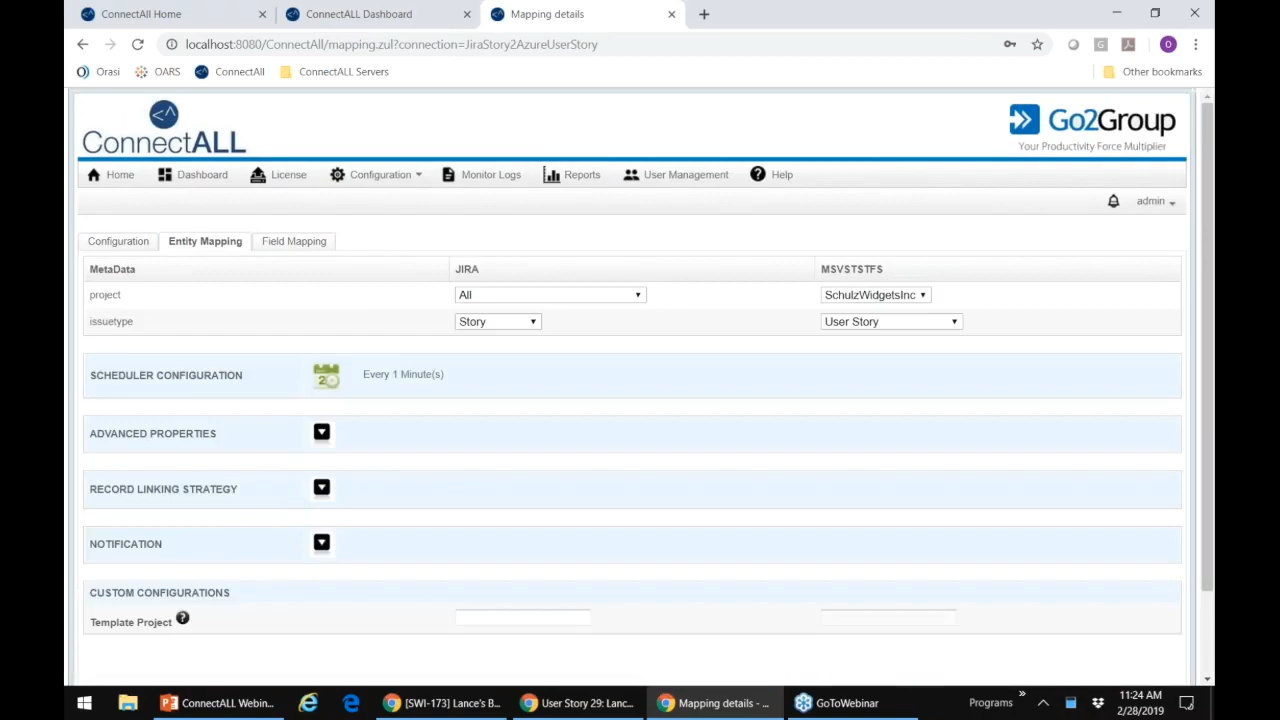 ConnectAll Home
ConnectALL Dashboard
Mapping details
localhost:8080/ConnectAll/mapping.zul?connection=JiraStory2AzureUserStory
Orasi OARS ConnectAll ConnectALL Servers Other bookmarks
ConnectALL
Go2Group
Your Productivity Force Multiplier
Home Dashboard License Configuration Monitor Logs Reports User Management Help
admin
Configuration Entity Mapping Field Mapping
MetaData JIRA MSVSTSTFS
project All SchulzWidgetsInc
issuetype Story User Story
SCHEDULER CONFIGURATION Every 1 Minute(s)
ADVANCED PROPERTIES
RECORD LINKING STRATEGY
NOTIFICATION
CUSTOM CONFIGURATIONS
Template Project
ConnectALL Webin... [SWI-173] Lance's B... User Story 29: Lanc... Mapping details - ... GoToWebinar Programs 11:24 AM
2/28/2019